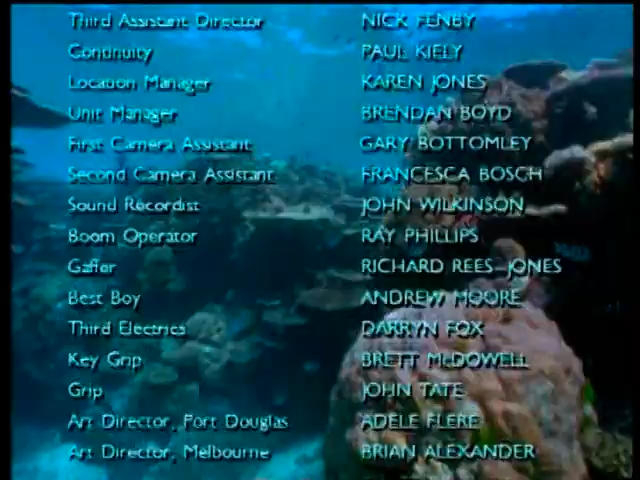 Third Assistant Director NICK FENBY
Continuity PAUL KIELY
Location Manager KAREN JONES
Unit Manager BRENDAN BOYD
First Camera Assistant GARY BOTTOMLEY
Second Camera Assistant FRANCESCA BOSCH
Sound Recordist JOHN WILKINSON
Boom Operator RAY PHILLIPS
Gaffer RICHARD REES-JONES
Best Boy ANDREW MOORE
Third Electrics DARRYN FOX
Key Grip BRETT McDOWELL
Grip JOHN TATE
Art Director, Port Douglas ADELE FLERE
Art Director, Melbourne BRIAN ALEXANDER